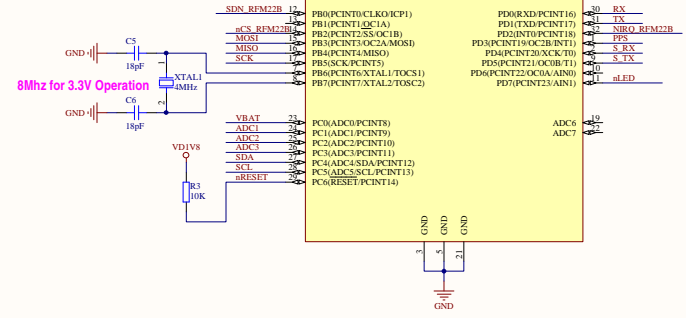 SDN_RFM22B 12 PB0(PCINT0/CLKO/ICP1) PD0(RXD/PCINT16) 30 RX
13 PB1(PCINT1/OC1A) PD1(TXD/PCINT17) 31 TX
nCS_RFM22B 14 PB2(PCINT2/SS/OC1B) PD2(INT0/PCINT18) 32 NIRQ_RFM22B
MOSI 15 PB3(PCINT3/OC2A/MOSI) PD3(PCINT19/OC2B/INT1) 1 PPS
MISO 16 PB4(PCINT4/MISO) PD4(PCINT20/XCK/T0) S_RX
SCK 17 PB5(SCK/PCINT5) PD5(PCINT21/OC0B/T1) 9 S_TX
PB6(PCINT6/XTAL1/TOCS1) PD6(PCINT22/OC0A/AIN0)
PB7(PCINT7/XTAL2/TOSC2) PD7(PCINT23/AIN1) nLED
C5
GND
18pF
1
XTAL1
4MHz
2
8Mhz for 3.3V Operation
C6
GND
18pF
VBAT 23 PC0(ADC0/PCINT8) ADC6 19
ADC1 24 PC1(ADC1/PCINT9) ADC7 22
ADC2 25 PC2(ADC2/PCINT10)
ADC3 26 PC3(ADC3/PCINT11)
SDA 27 PC4(ADC4/SDA/PCINT12)
SCL 28 PC5(ADC5/SCL/PCINT13)
nRESET 29 PC6(RESET/PCINT14)
VD1V8
R3
10K
GND GND GND
3 5 21
GND